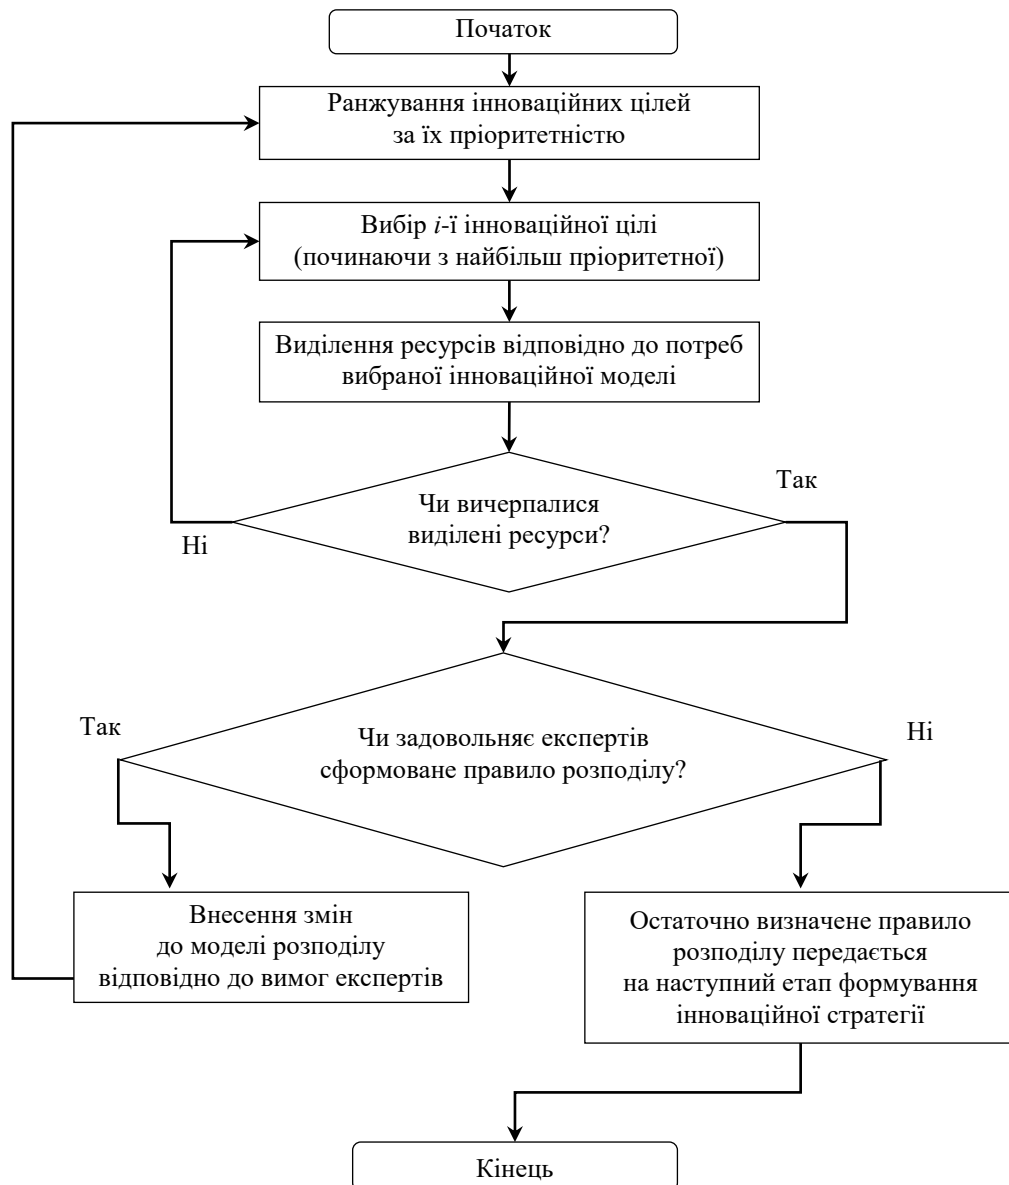 Початок
Ранжування інноваційних цілей
за їх пріоритетністю
Вибір і-ї інноваційної цілі
(починаючи з найбільш пріоритетної)
Виділення ресурсів відповідно до потреб
вибраної інноваційної моделі
Чи вичерпалися
виділені ресурси?
Так
Ні
Чи задовольняє експертів
сформоване правило розподілу?
Так
Ні
Внесення змін
до моделі розподілу
відповідно до вимог експертів
Остаточно визначене правило
розподілу передається
на наступний етап формування
інноваційної стратегії
Кінець